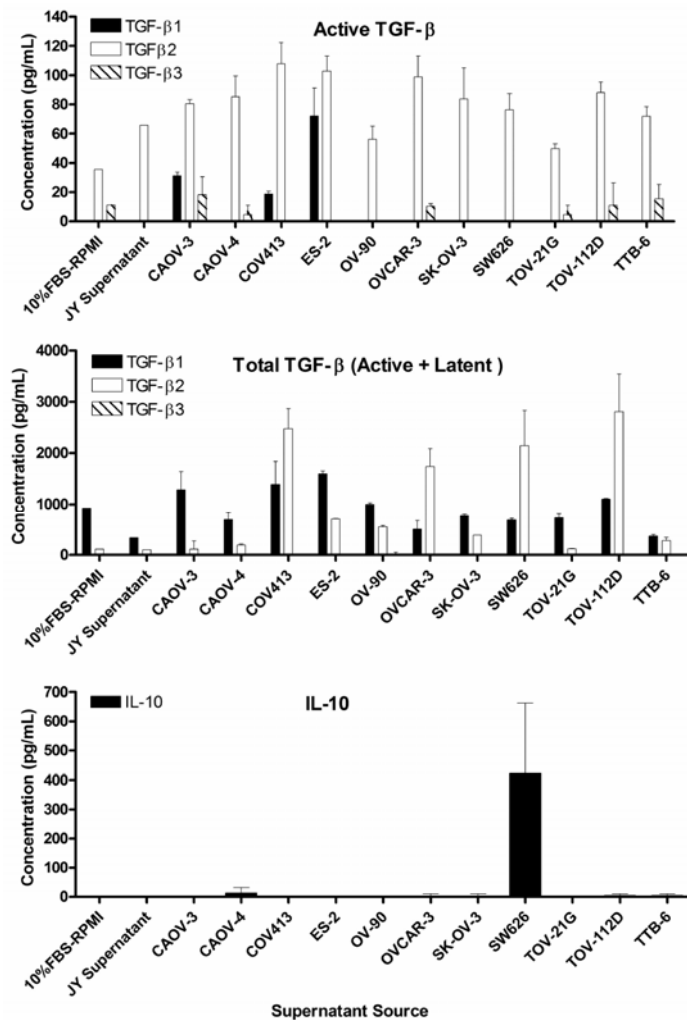 Active TGF-β
TGF-β1
TGFβ2
TGF-β3
Concentration (pg/mL)
140
120
100
80
60
40
20
0
10%FBS-RPMI
JY Supernatant
CAOV-3
CAOV-4
COV413
ES-2
OV-90
OVCAR-3
SK-OV-3
SW626
TOV-21G
TOV-112D
TTB-6
Total TGF-β (Active + Latent )
TGF-β1
TGF-β2
TGF-β3
Concentration (pg/mL)
4000
3000
2000
1000
0
10%FBS-RPMI
JY Supernatant
CAOV-3
CAOV-4
COV413
ES-2
OV-90
OVCAR-3
SK-OV-3
SW626
TOV-21G
TOV-112D
TTB-6
IL-10
IL-10
Concentration (pg/mL)
700
600
500
400
300
200
100
0
10%FBS-RPMI
JY Supernatant
CAOV-3
CAOV-4
COV413
ES-2
OV-90
OVCAR-3
SK-OV-3
SW626
TOV-21G
TOV-112D
TTB-6
Supernatant Source